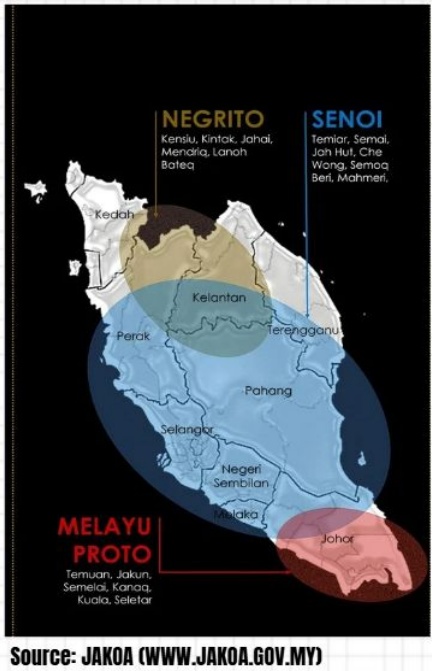 NEGRITO
Kensiu, Kintak, Jahai,
Mendriq, Lanoh
Bateq
SENOI
Temiar, Semai,
Jah Hut, Che
Wong, Semaq
Beri, Mahmeri.
Kedah
Kelantan
Terengganu
Perak
Pahang
Selangor
Negeri
Sembilan
Melaka
Johor
MELAYU
PROTO
Temuan, Jakun,
Semelai, Kanaq,
Kuala, Seletar
Source: JAKOA (WWW.JAKOA.GOV.MY)